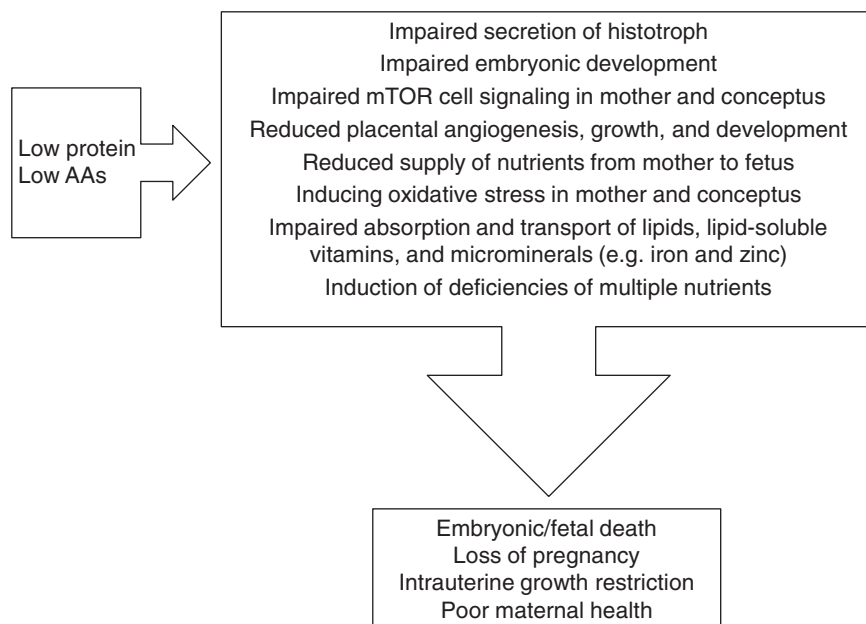 Low protein
Low AAs
Impaired secretion of histotroph
Impaired embryonic development
Impaired mTOR cell signaling in mother and conceptus
Reduced placental angiogenesis, growth, and development
Reduced supply of nutrients from mother to fetus
Inducing oxidative stress in mother and conceptus
Impaired absorption and transport of lipids, lipid-soluble
vitamins, and microminerals (e.g. iron and zinc)
Induction of deficiencies of multiple nutrients
Embryonic/fetal death
Loss of pregnancy
Intrauterine growth restriction
Poor maternal health